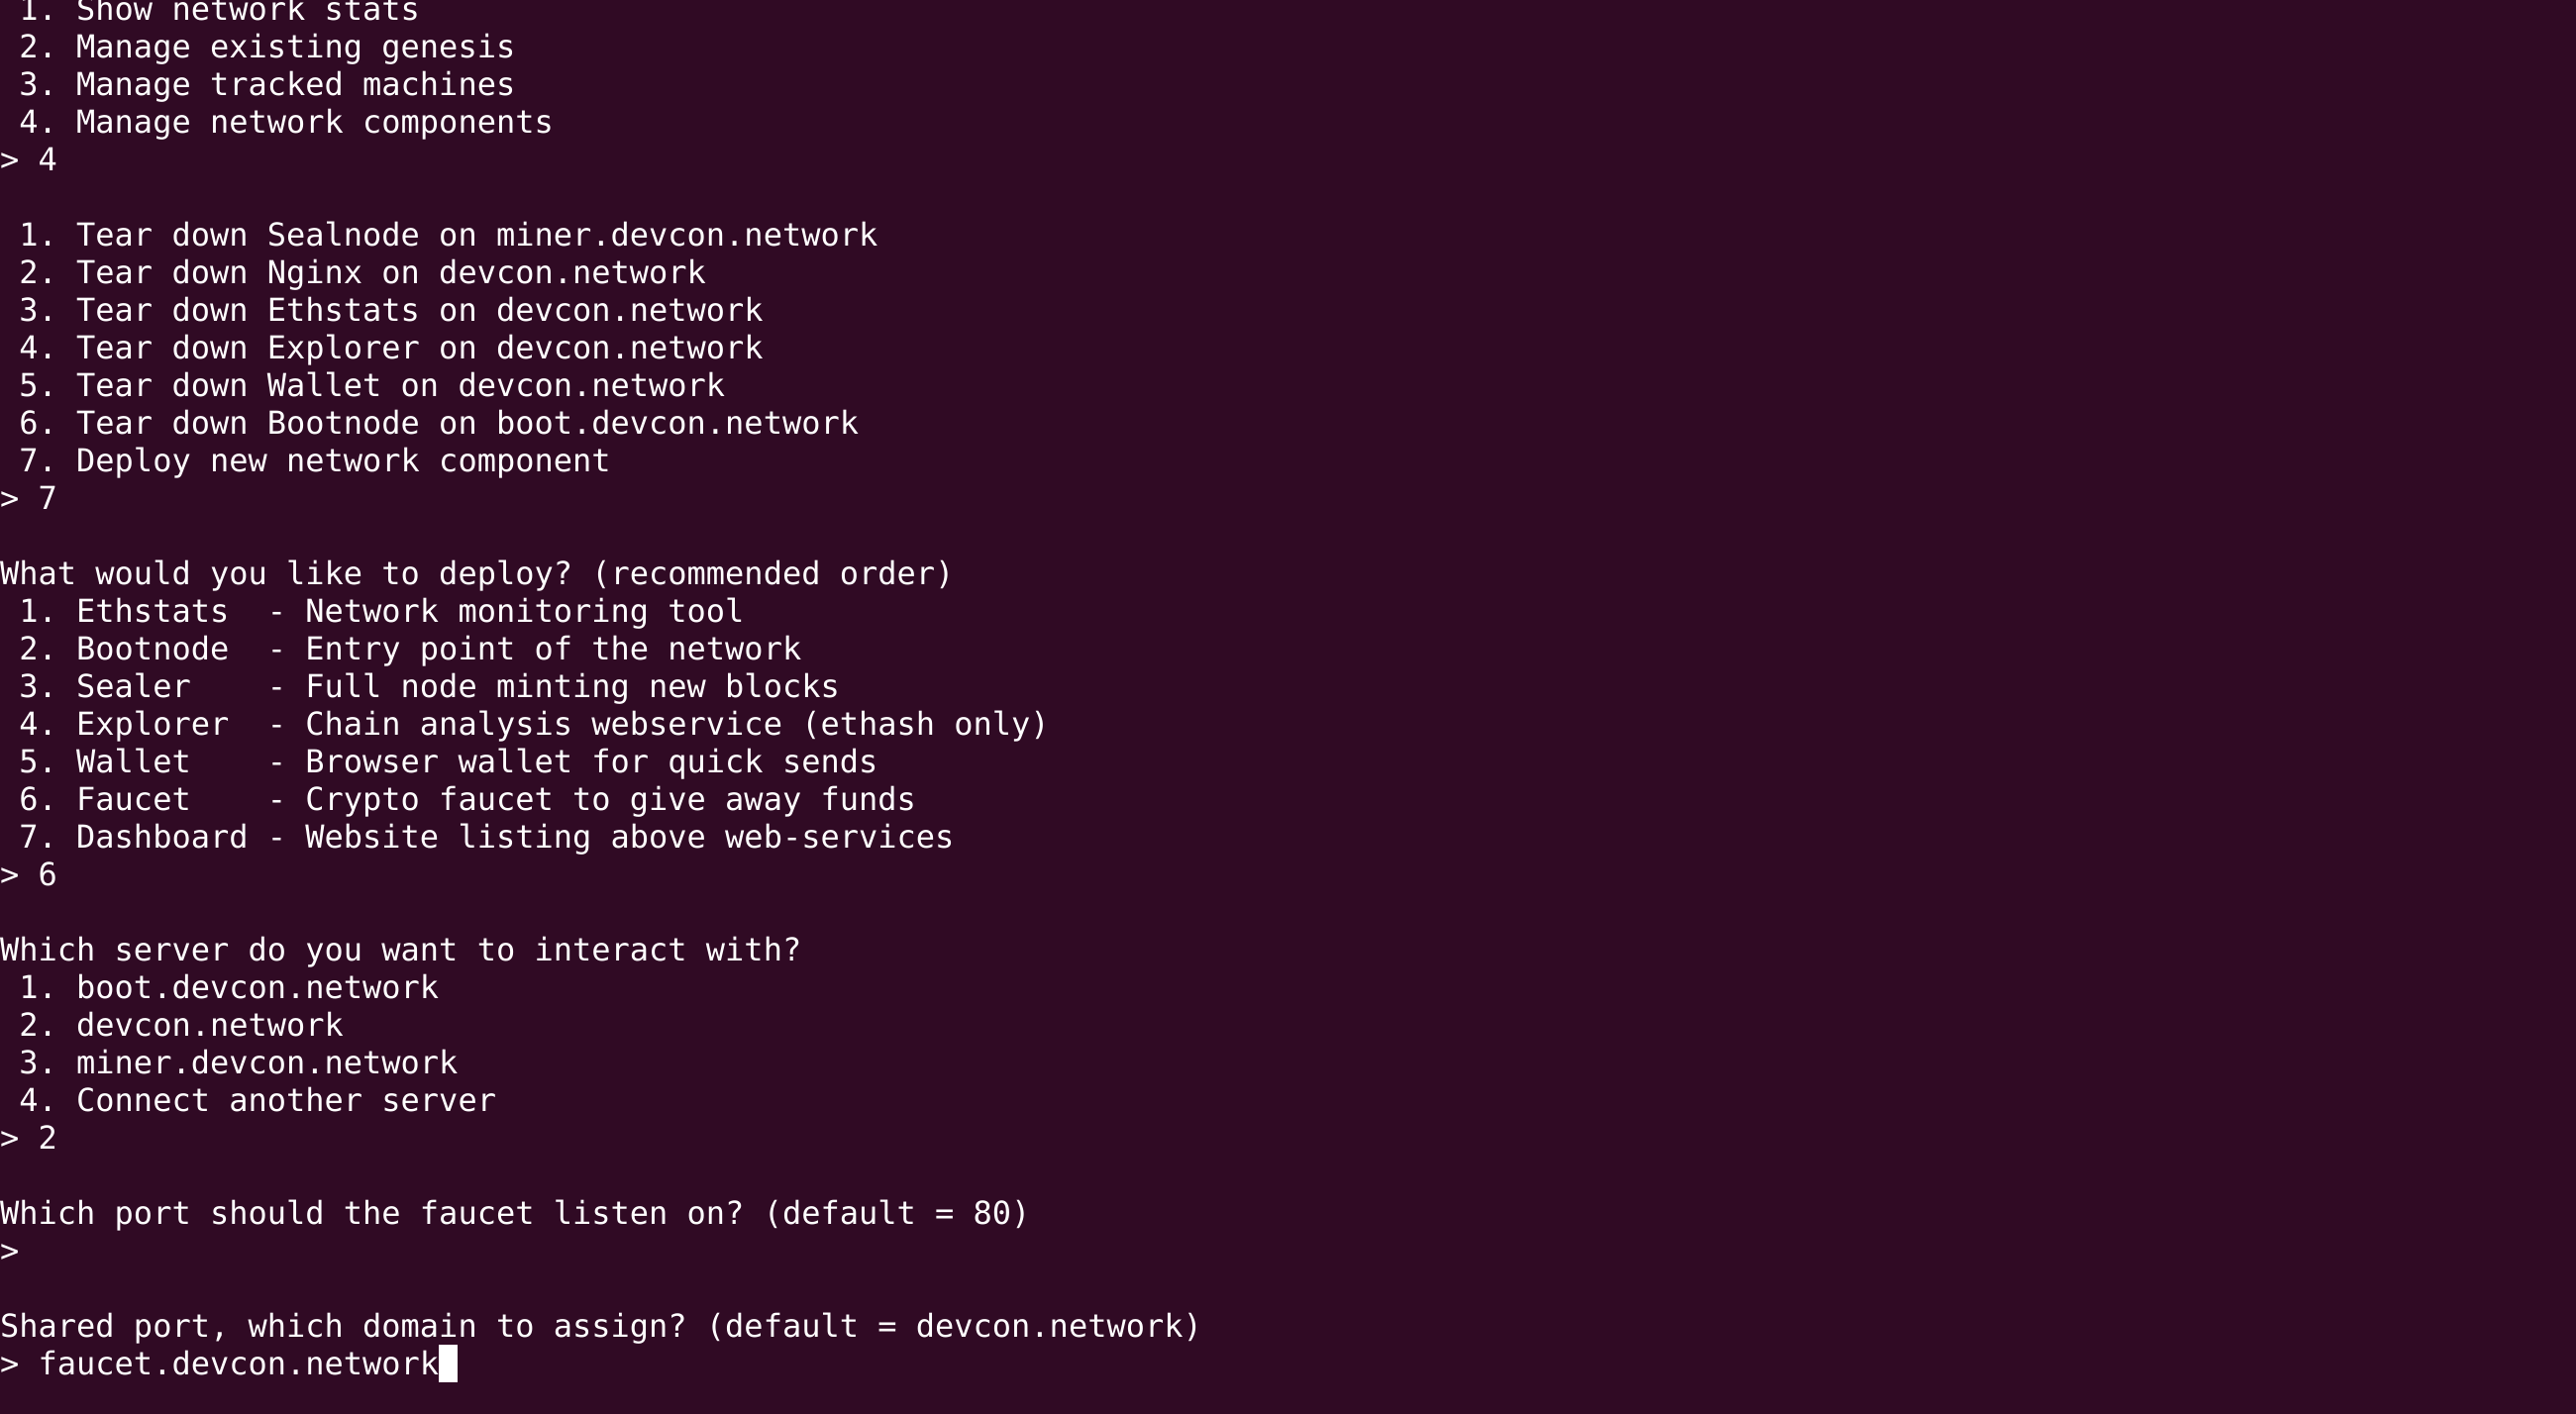 1. Show network stats
2. Manage existing genesis
3. Manage tracked machines
4. Manage network components
> 4
1. Tear down Sealnode on miner.devcon.network
2. Tear down Nginx on devcon.network
3. Tear down Ethstats on devcon.network
4. Tear down Explorer on devcon.network
5. Tear down Wallet on devcon.network
6. Tear down Bootnode on boot.devcon.network
7. Deploy new network component
> 7
What would you like to deploy? (recommended order)
1. Ethstats  - Network monitoring tool
2. Bootnode  - Entry point of the network
3. Sealer    - Full node minting new blocks
4. Explorer  - Chain analysis webservice (ethash only)
5. Wallet    - Browser wallet for quick sends
6. Faucet    - Crypto faucet to give away funds
7. Dashboard - Website listing above web-services
> 6
Which server do you want to interact with?
1. boot.devcon.network
2. devcon.network
3. miner.devcon.network
4. Connect another server
> 2
Which port should the faucet listen on? (default = 80)
>
Shared port, which domain to assign? (default = devcon.network)
> faucet.devcon.network